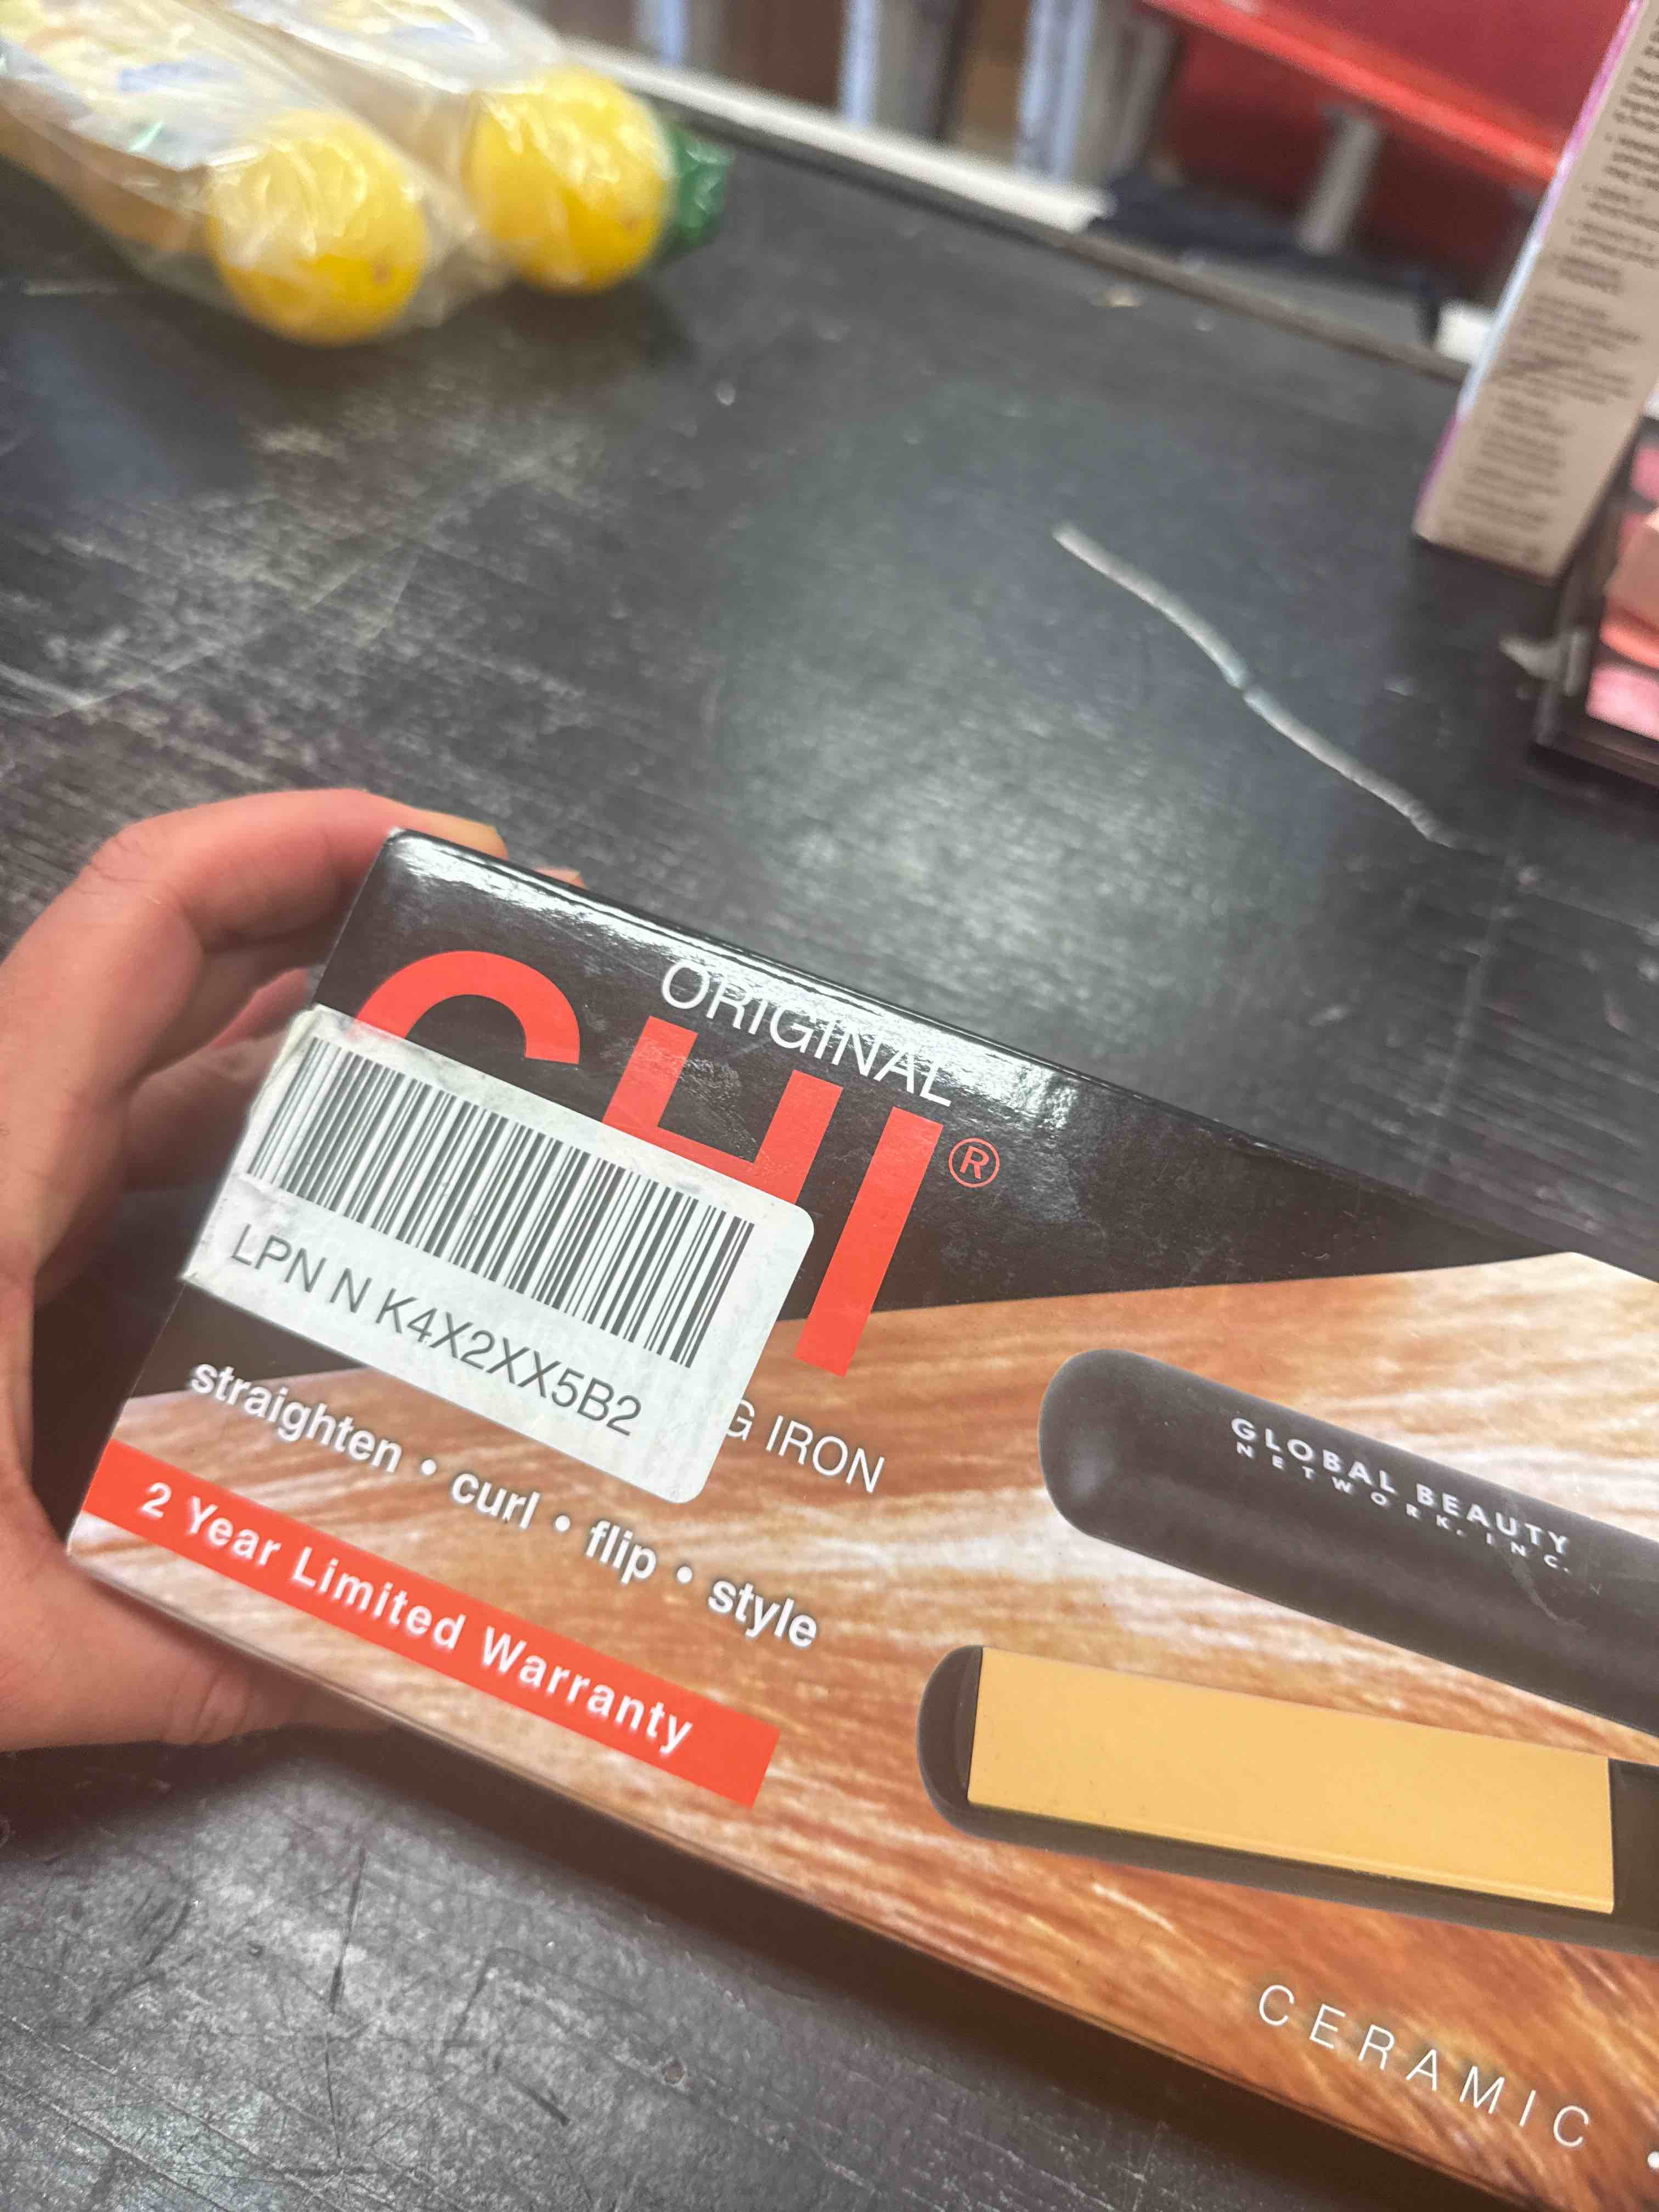 ORIGINAL
CHI®
LPN N K4X2XX5B2
G IRON
straighten • curl • flip • style
2 Year Limited Warranty
GLOBAL BEAUTY
NETWORK, INC.
CERAMIC •